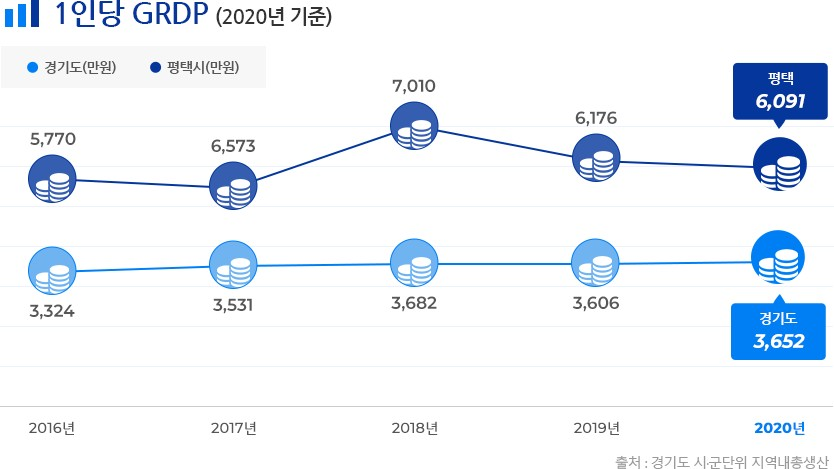 1인당 GRDP (2020년 기준)
경기도(만원) 평택시(만원)
5,770 6,573 7,010 6,176 평택 6,091
3,324 3,531 3,682 3,606 경기도 3,652
2016년 2017년 2018년 2019년 2020년
출처 : 경기도 시·군단위 지역내총생산